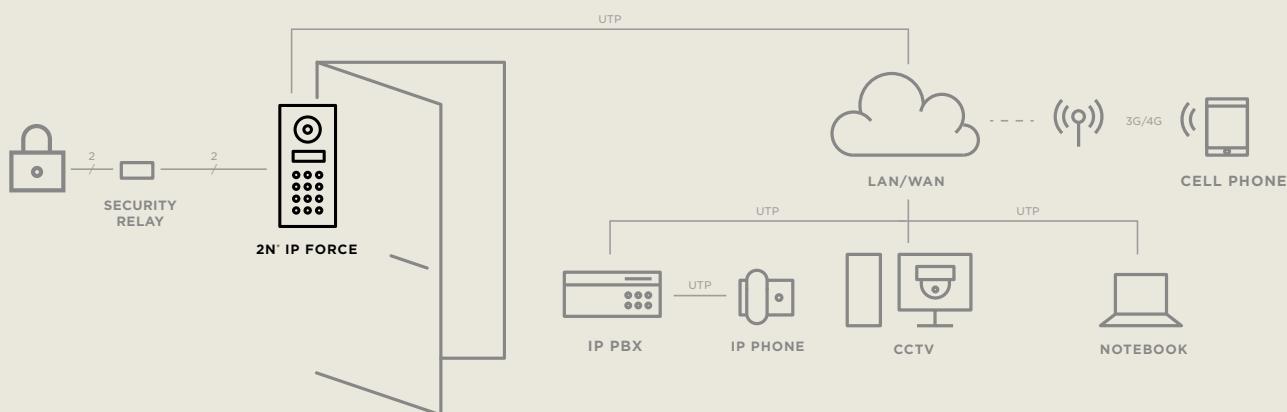 UTP
3G/4G
2
2
LAN/WAN
CELL PHONE
SECURITY
RELAY
UTP
UTP
2N® IP FORCE
UTP
IP PBX
IP PHONE
CCTV
NOTEBOOK